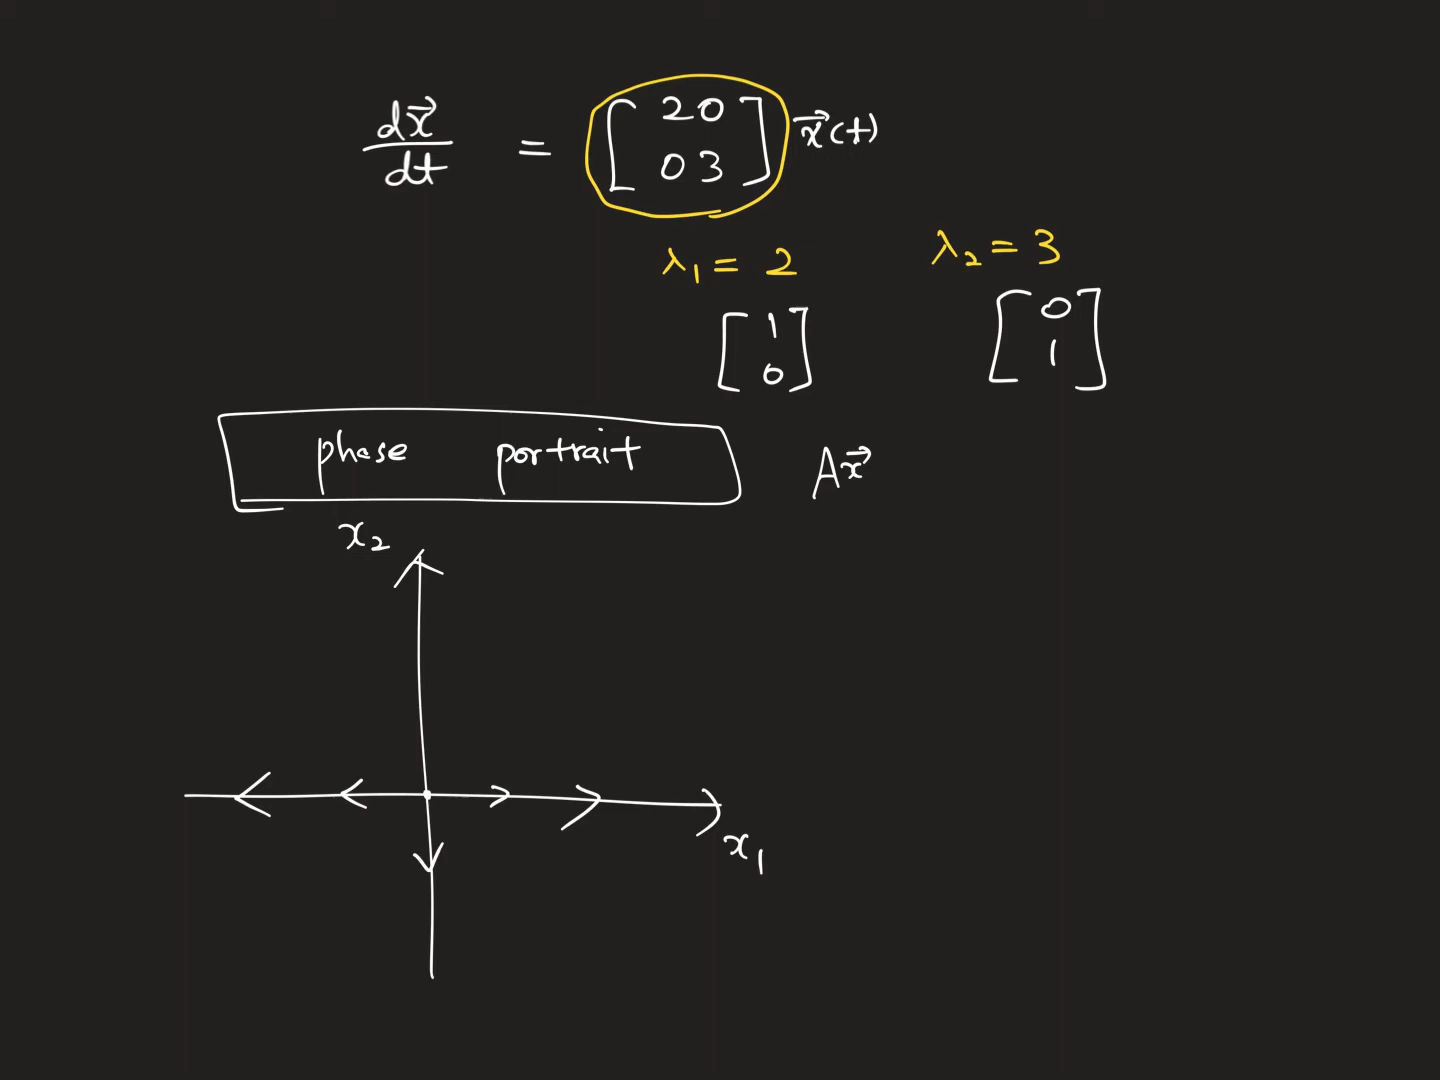 dx⃗/dt = [2 0; 0 3] x⃗(t)
λ₁ = 2 λ₂ = 3
[1; 0] [0; 1]
phase portrait
Ax⃗
x₂
x₁